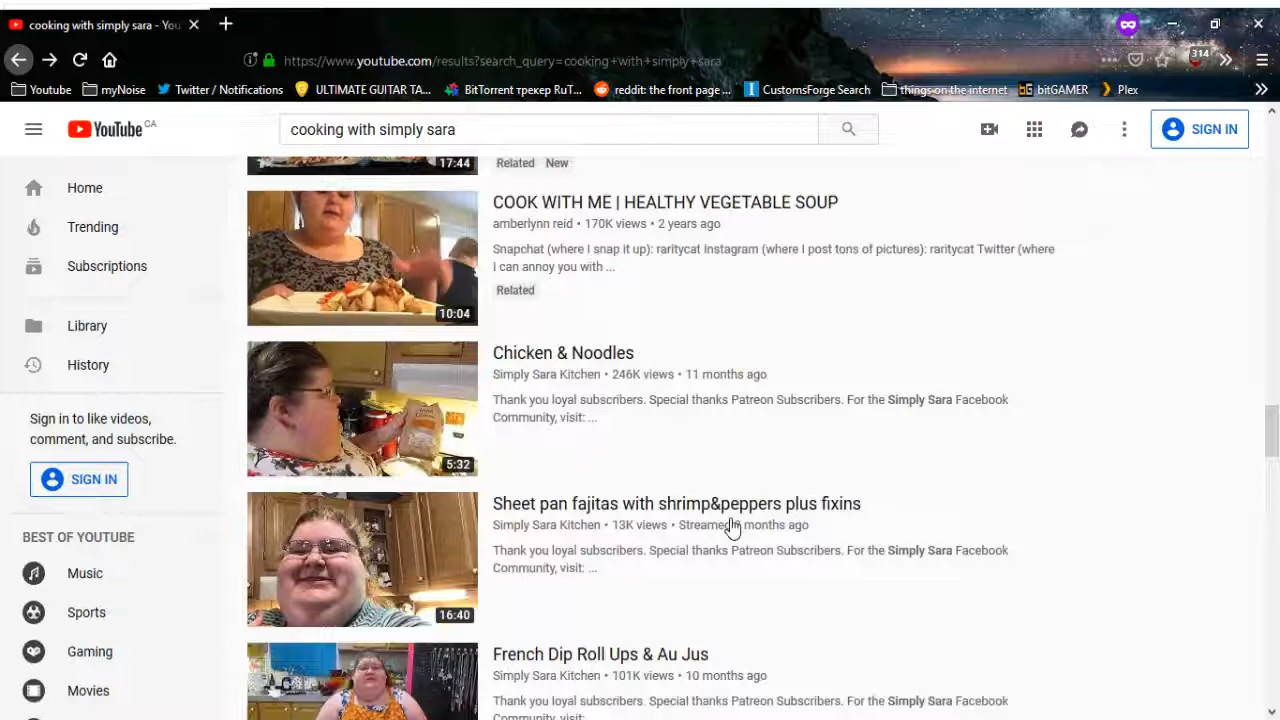 cooking with simply sara - You
https://www.youtube.com/results?search_query=cooking+with+simply+sara
314
Youtube
myNoise
Twitter / Notifications
ULTIMATE GUITAR TA...
BitTorrent трекер RuT...
reddit: the front page ...
CustomsForge Search
things on the internet
bitGAMER
Plex
YouTube CA
cooking with simply sara
SIGN IN
17:44
Related New
Home
Trending
Subscriptions
Library
History
Sign in to like videos,
comment, and subscribe.
SIGN IN
BEST OF YOUTUBE
Music
Sports
Gaming
Movies
COOK WITH ME | HEALTHY VEGETABLE SOUP
amberlynn reid • 170K views • 2 years ago
Snapchat (where I snap it up): raritycat Instagram (where I post tons of pictures): raritycat Twitter (where
I can annoy you with ...
Related
10:04
Chicken & Noodles
Simply Sara Kitchen • 246K views • 11 months ago
Thank you loyal subscribers. Special thanks Patreon Subscribers. For the Simply Sara Facebook
Community, visit: ...
5:32
Sheet pan fajitas with shrimp&peppers plus fixins
Simply Sara Kitchen • 13K views • Streamed months ago
Thank you loyal subscribers. Special thanks Patreon Subscribers. For the Simply Sara Facebook
Community, visit: ...
16:40
French Dip Roll Ups & Au Jus
Simply Sara Kitchen • 101K views • 10 months ago
Thank you loyal subscribers. Special thanks Patreon Subscribers. For the Simply Sara Facebook
Community, visit: ...